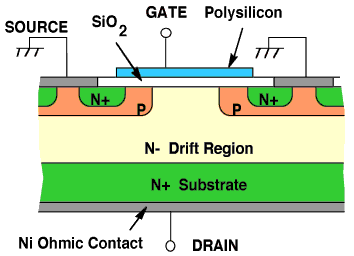 GATE
Polysilicon
SOURCE
SiO2
N+
P
P
N+
N- Drift Region
N+ Substrate
Ni Ohmic Contact
DRAIN